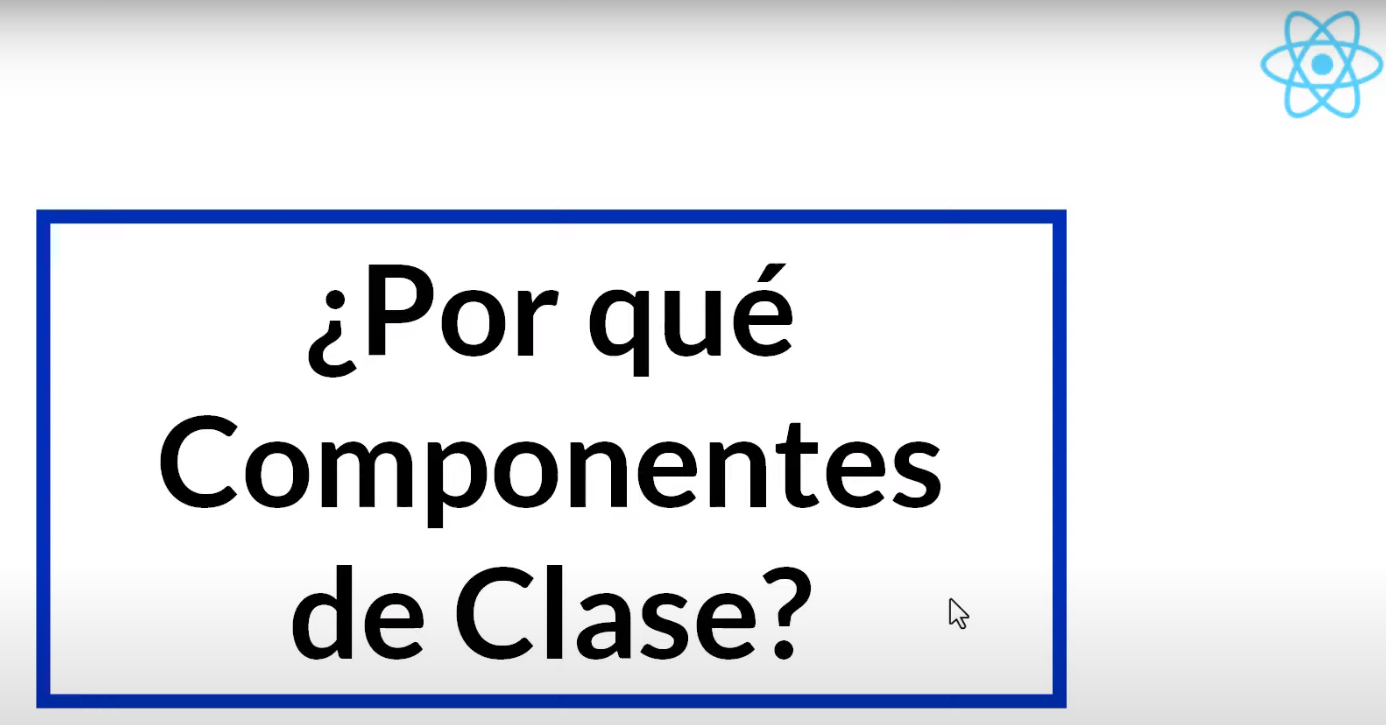 ¿Por qué
Componentes
de Clase?